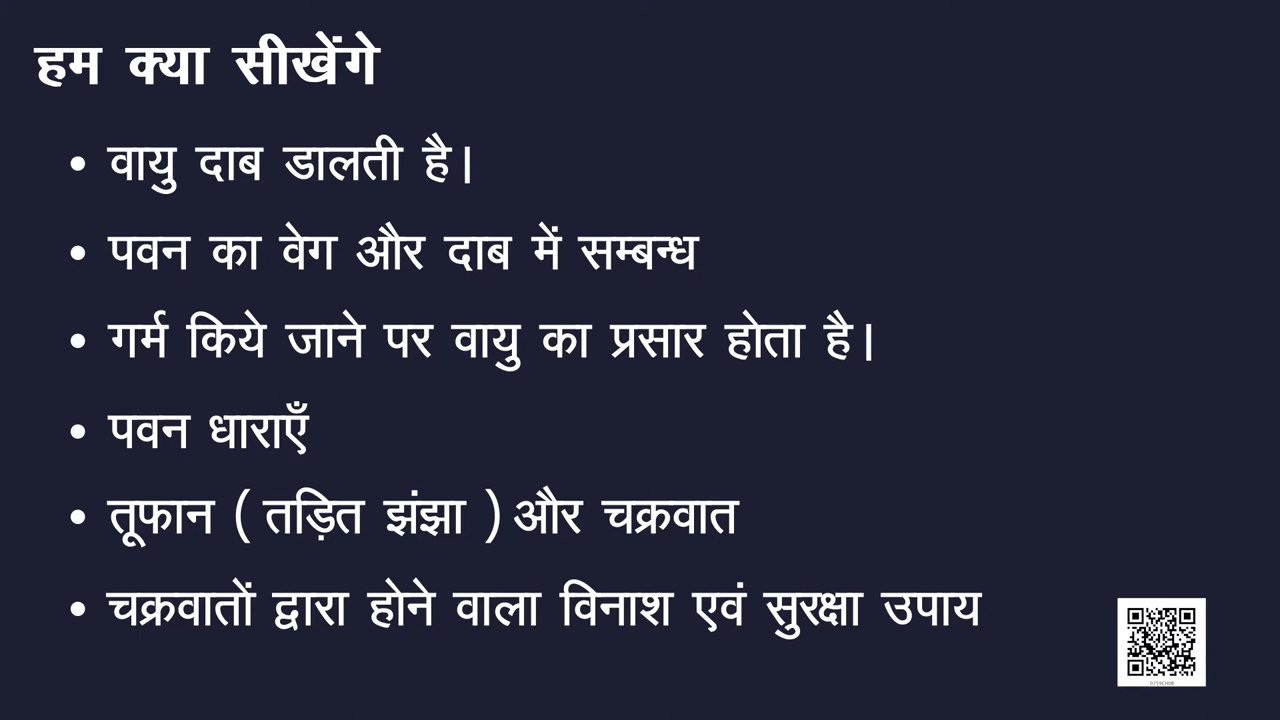 हम क्या सीखेंगे
• वायु दाब डालती है।
• पवन का वेग और दाब में सम्बन्ध
• गर्म किये जाने पर वायु का प्रसार होता है।
• पवन धाराएँ
• तूफान ( तड़ित झंझा ) और चक्रवात
• चक्रवातों द्वारा होने वाला विनाश एवं सुरक्षा उपाय
0759CH08